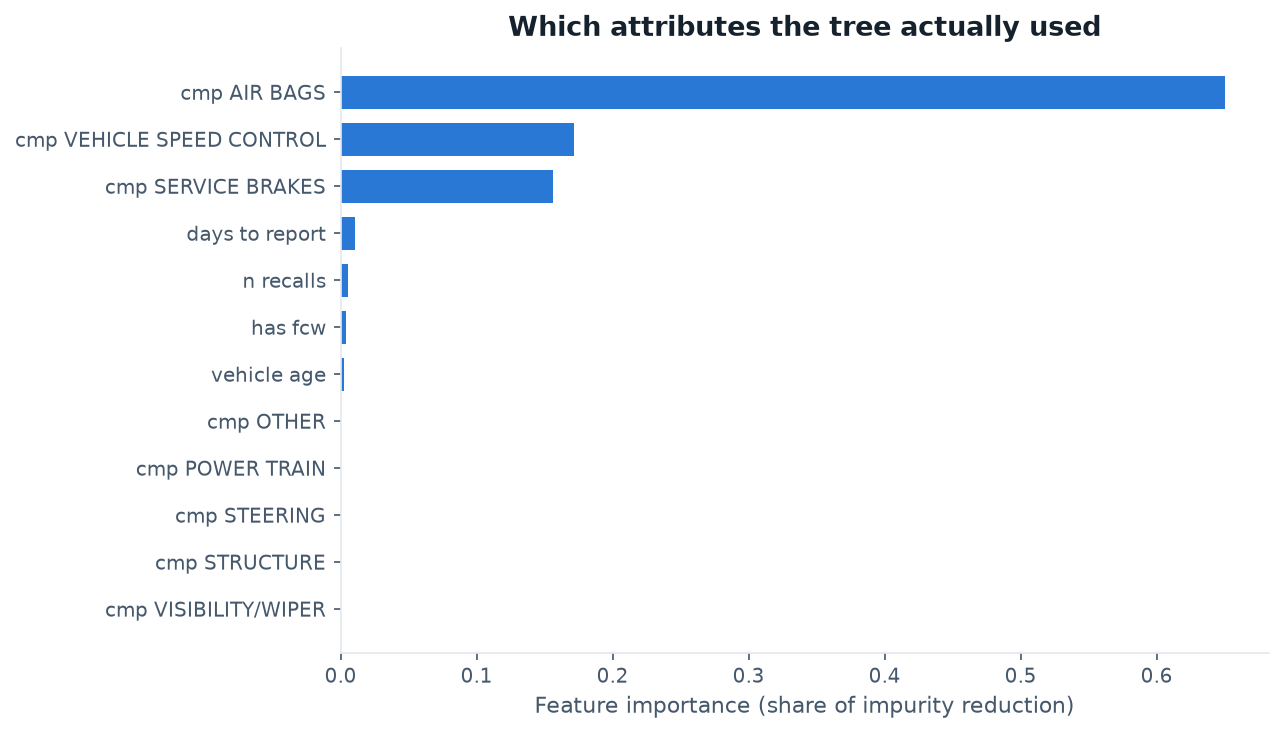 Which attributes the tree actually used
cmp AIR BAGS
cmp VEHICLE SPEED CONTROL
cmp SERVICE BRAKES
days to report
n recalls
has fcw
vehicle age
cmp OTHER
cmp POWER TRAIN
cmp STEERING
cmp STRUCTURE
cmp VISIBILITY/WIPER
0.0 0.1 0.2 0.3 0.4 0.5 0.6
Feature importance (share of impurity reduction)